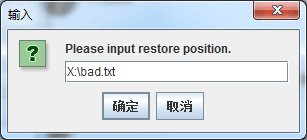 输入
Please input restore position.
X:\bad.txt
确定 取消